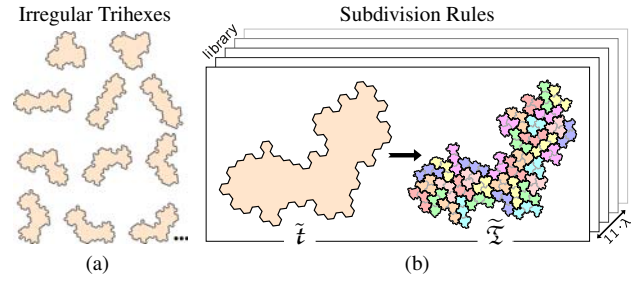 Irregular Trihexes
Subdivision Rules
library
...
t̃
𝔗̃
11·λ
(a)
(b)